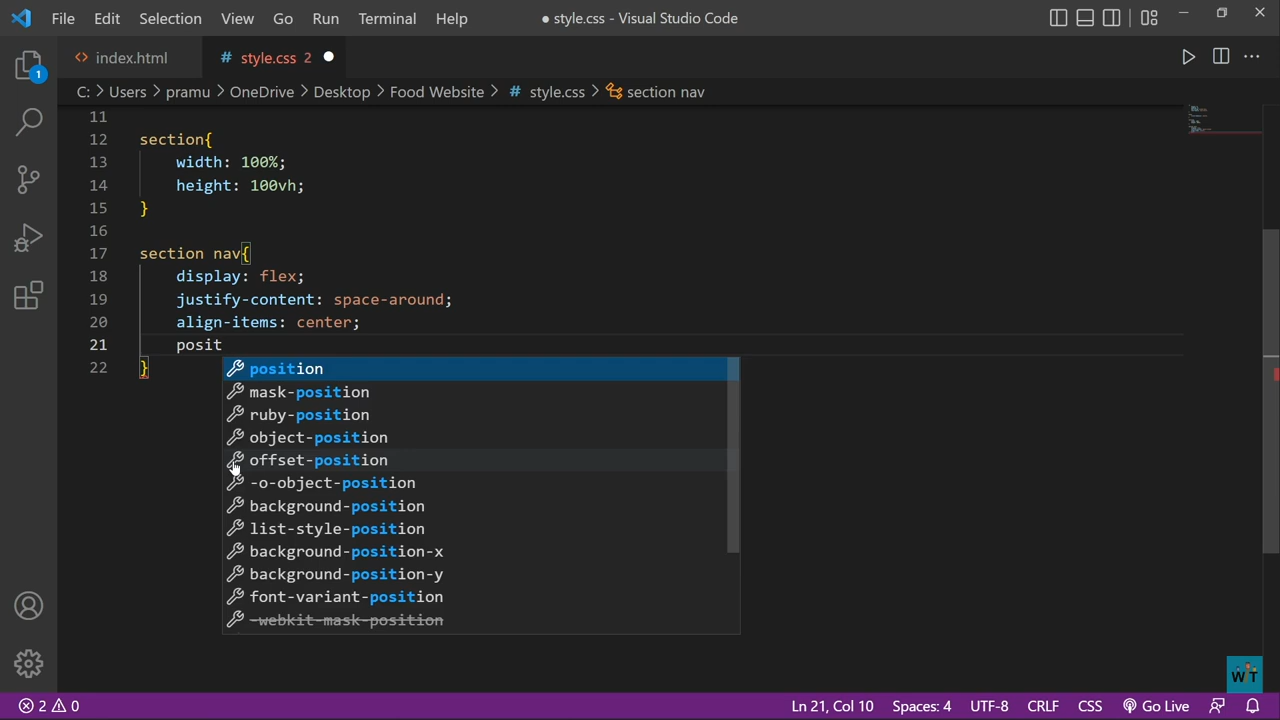 File Edit Selection View Go Run Terminal Help ● style.css - Visual Studio Code
<> index.html # style.css 2 ●
1
C: > Users > pramu > OneDrive > Desktop > Food Website > # style.css > section nav
11
12 section{
13 width: 100%;
14 height: 100vh;
15 }
16
17 section nav{
18 display: flex;
19 justify-content: space-around;
20 align-items: center;
21 posit
22 }
position
mask-position
ruby-position
object-position
offset-position
-o-object-position
background-position
list-style-position
background-position-x
background-position-y
font-variant-position
-webkit-mask-position
WT
2 0 Ln 21, Col 10 Spaces: 4 UTF-8 CRLF CSS Go Live